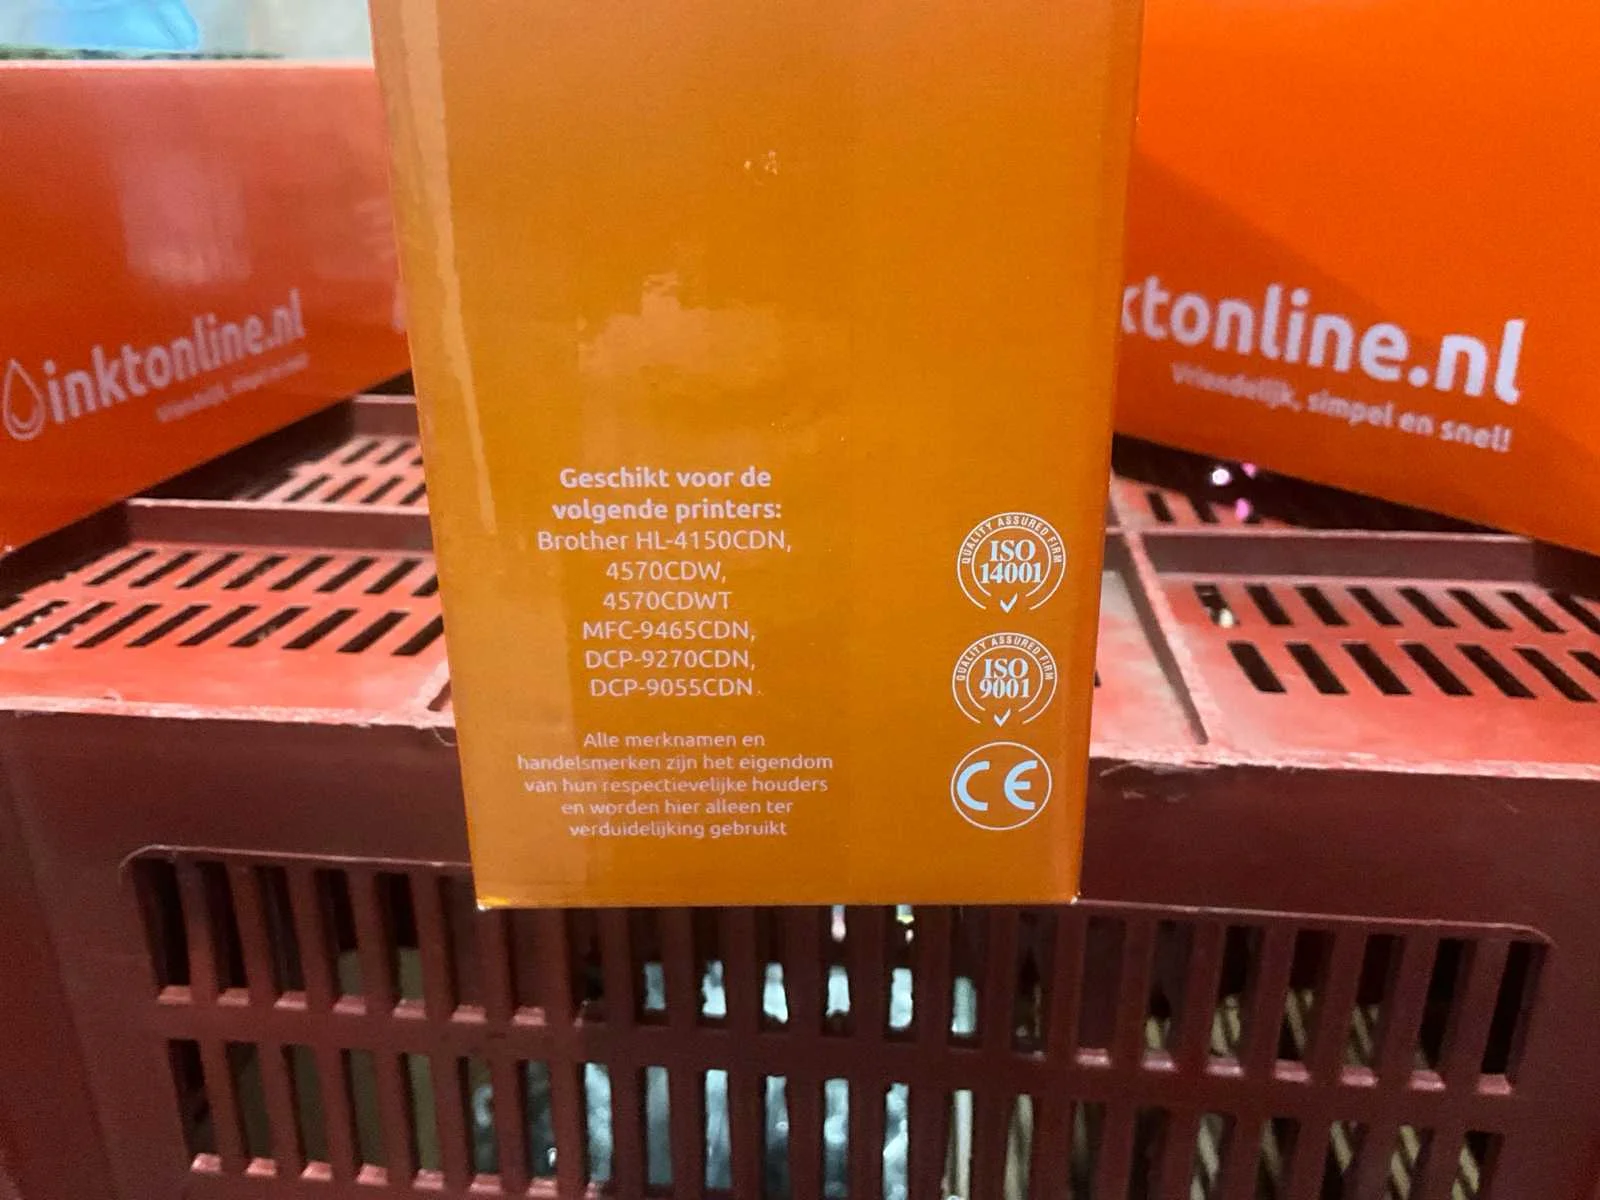 inktonline.nl
ktonline.nl
Vriendelijk, simpel en snel!
Geschikt voor de
volgende printers:
Brother HL-4150CDN,
4570CDW,
4570CDWT
MFC-9465CDN,
DCP-9270CDN,
DCP-9055CDN.
Alle merknamen en
handelsmerken zijn het eigendom
van hun respectievelijke houders
en worden hier alleen ter
verduidelijking gebruikt
QUALITY ASSURED FIRM
ISO
14001
QUALITY ASSURED FIRM
ISO
9001
CE